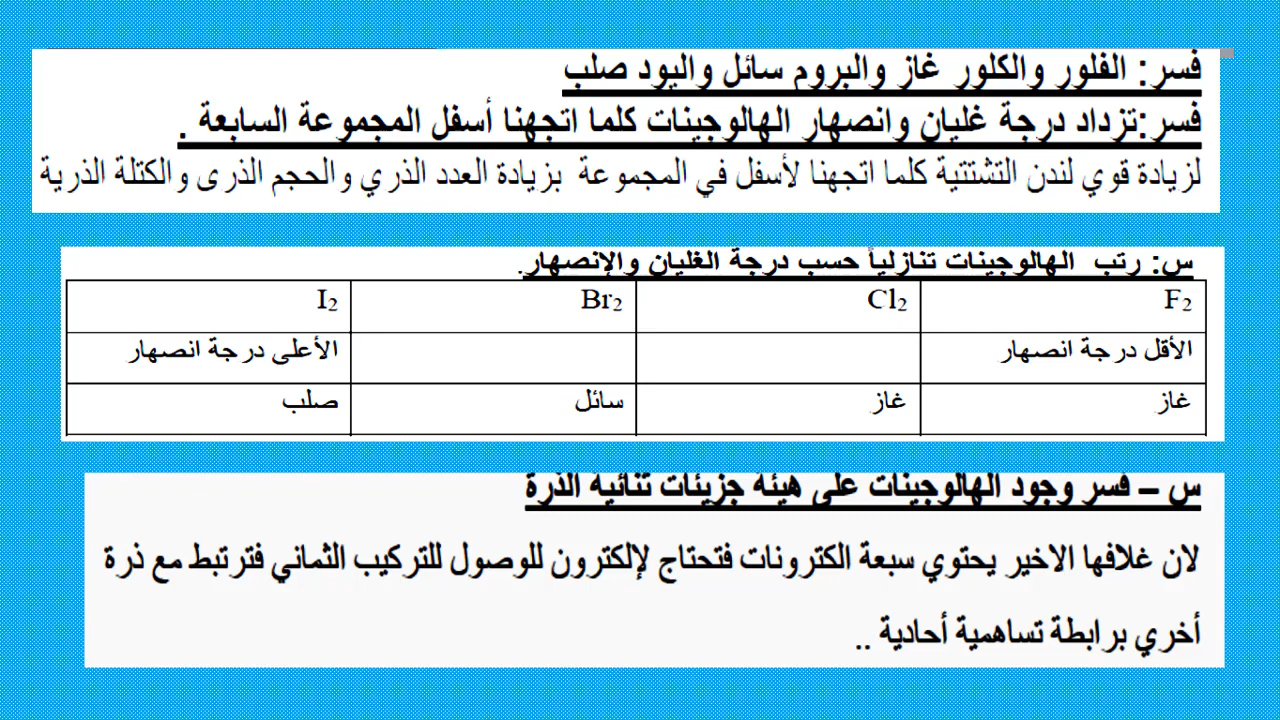 فسر: الفلور والكلور غاز والبروم سائل واليود صلب
فسر:تزداد درجة غليان وانصهار الهالوجينات كلما اتجهنا أسفل المجموعة السابعة .
لزيادة قوي لندن التشتتية كلما اتجهنا لأسفل في المجموعة بزيادة العدد الذري والحجم الذرى والكتلة الذرية
س: رتب الهالوجينات تنازلياً حسب درجة الغليان والإنصهار.
F₂ Cl₂ Br₂ I₂
الأقل درجة انصهار الأعلى درجة انصهار
غاز غاز سائل صلب
س – فسر وجود الهالوجينات على هيئة جزيئات ثنائية الذرة
لان غلافها الاخير يحتوي سبعة الكترونات فتحتاج لإلكترون للوصول للتركيب الثماني فترتبط مع ذرة
أخري برابطة تساهمية أحادية ..